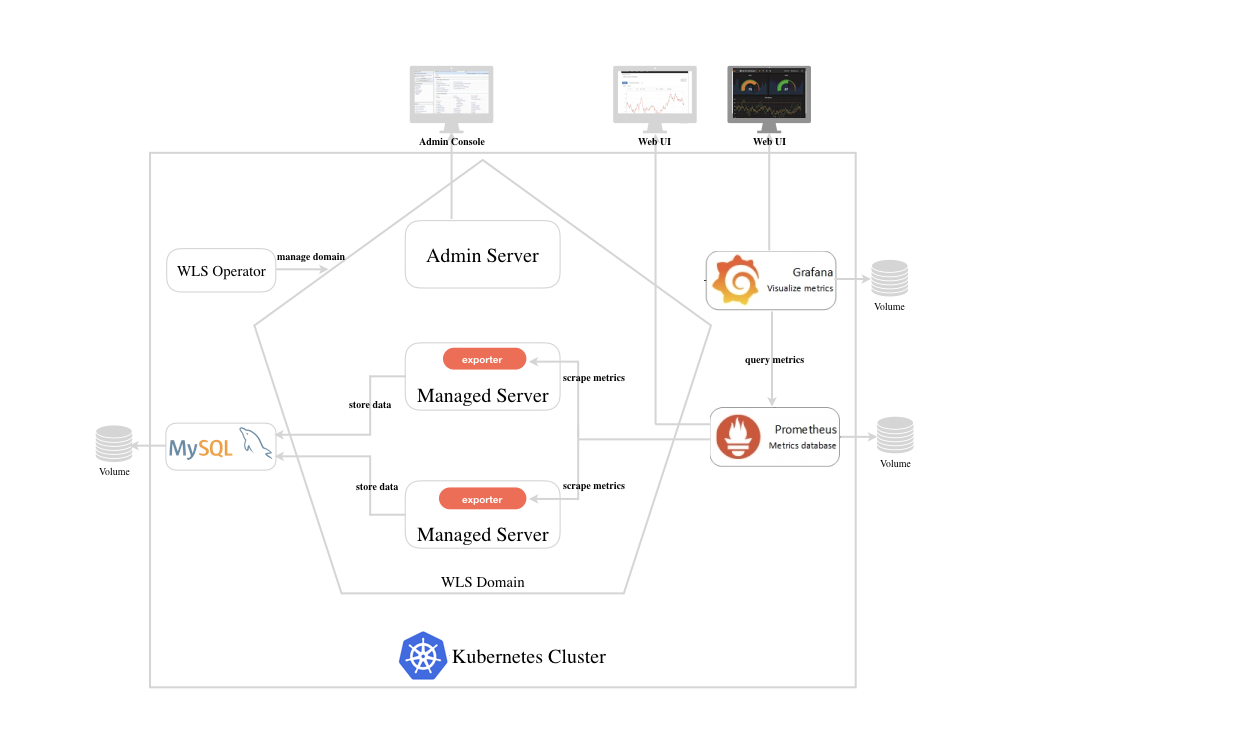 Admin Console
Web UI
Web UI
manage domain
WLS Operator
Admin Server
Grafana
Visualize metrics
Volume
exporter
Managed Server
scrape metrics
query metrics
store data
MySQL
Volume
Prometheus
Metrics database
Volume
store data
exporter
Managed Server
scrape metrics
WLS Domain
Kubernetes Cluster